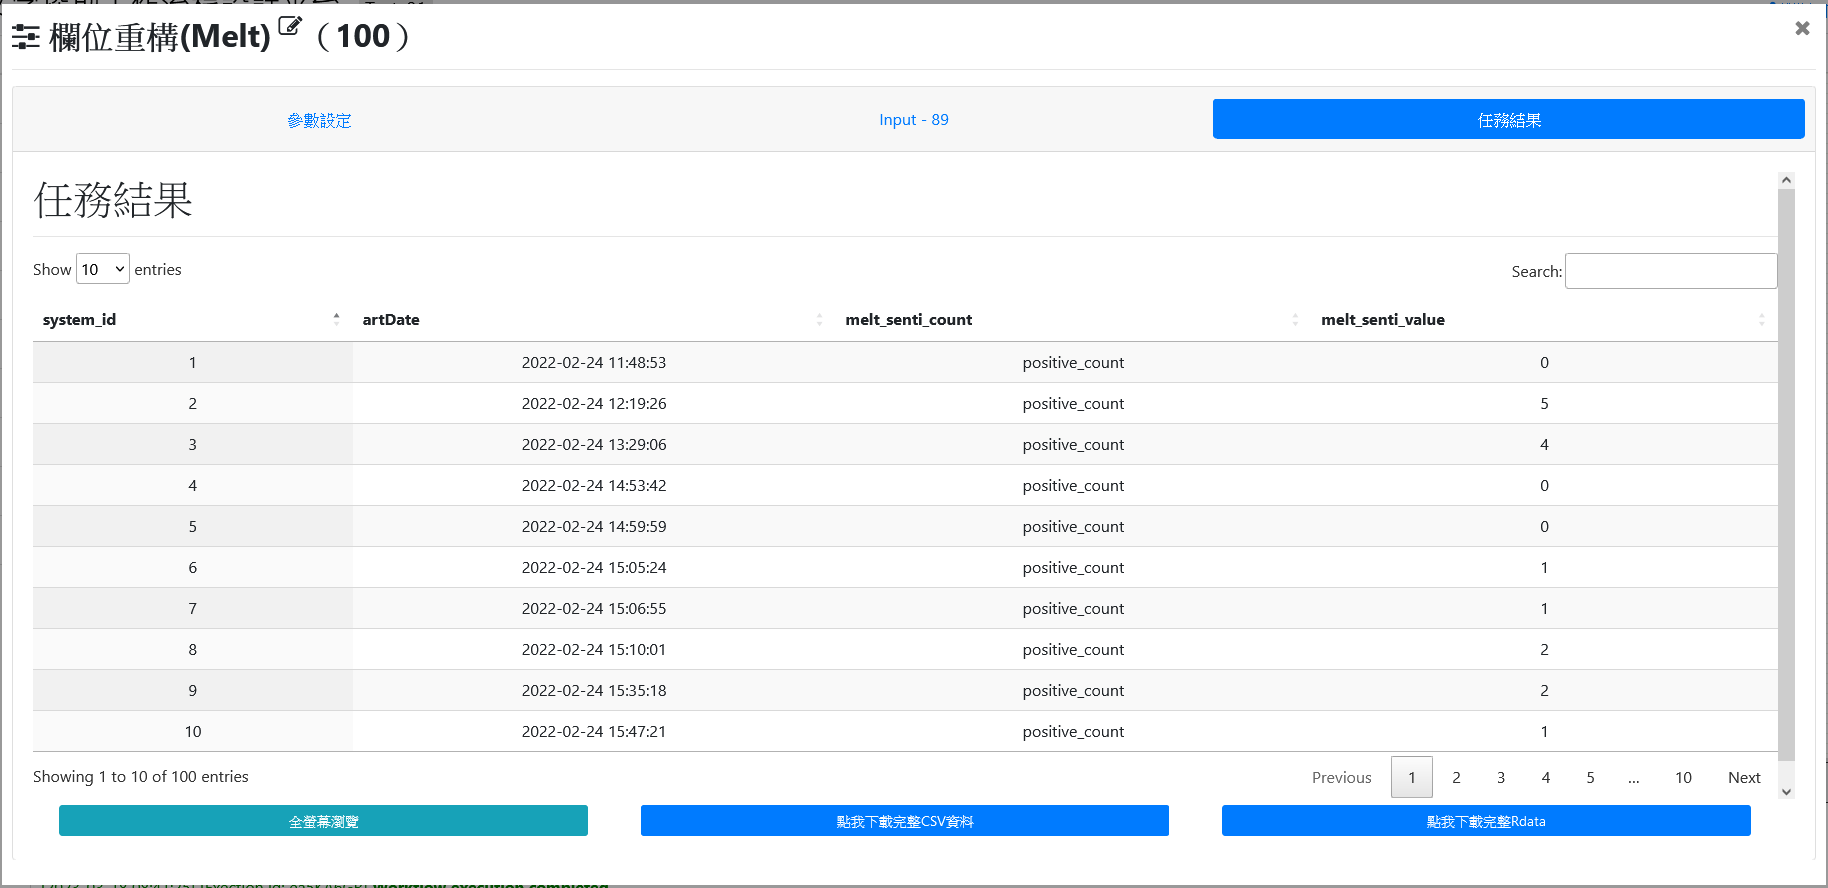 欄位重構(Melt) （100）
參數設定
Input - 89
任務結果
任務結果
Show 10 entries
Search:
system_id artDate melt_senti_count melt_senti_value
1 2022-02-24 11:48:53 positive_count 0
2 2022-02-24 12:19:26 positive_count 5
3 2022-02-24 13:29:06 positive_count 4
4 2022-02-24 14:53:42 positive_count 0
5 2022-02-24 14:59:59 positive_count 0
6 2022-02-24 15:05:24 positive_count 1
7 2022-02-24 15:06:55 positive_count 1
8 2022-02-24 15:10:01 positive_count 2
9 2022-02-24 15:35:18 positive_count 2
10 2022-02-24 15:47:21 positive_count 1
Showing 1 to 10 of 100 entries
Previous 1 2 3 4 5 ... 10 Next
全螢幕瀏覽
點我下載完整CSV資料
點我下載完整Rdata
Workflow execution completed